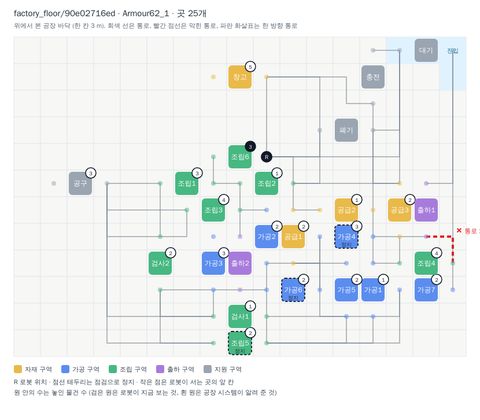 factory_floor/90e02716ed · Armour62_1 · 곳 25개
위에서 본 공장 바닥 (한 칸 3 m). 회색 선은 통로, 빨간 점선은 막힌 통로, 파란 화살표는 한 방향 통로
대기
진입
창고 5
충전
폐기
조립6 3
R
공구 3
조립1 3
조립2 1
조립3 4
공급2 1
공급3 2
출하1
가공2 2
공급1 2
가공4 3
✕ 통로
검사2 2
가공3 3
출하2
조립4 4
가공6 2
가공5 2
가공1 1
가공7 2
검사1 1
조립5 2
자재 구역
가공 구역
조립 구역
출하 구역
지원 구역
R 로봇 위치 · 점선 테두리는 점검으로 정지 · 작은 점은 로봇이 서는 곳의 앞 칸
원 안의 수는 놓인 물건 수 (검은 원은 로봇이 지금 보는 것, 흰 원은 공장 시스템이 알려 준 것)